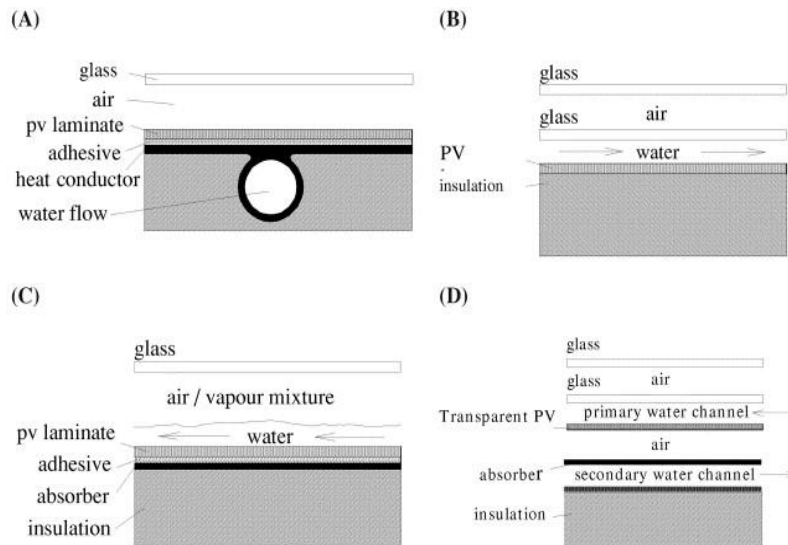 (A)
glass
air
pv laminate
adhesive
heat conductor
water flow
(B)
glass
glass
air
water
PV
insulation
(C)
glass
air / vapour mixture
water
pv laminate
adhesive
absorber
insulation
(D)
glass
air
glass
primary water channel
Transparent PV
air
absorber
secondary water channel
insulation